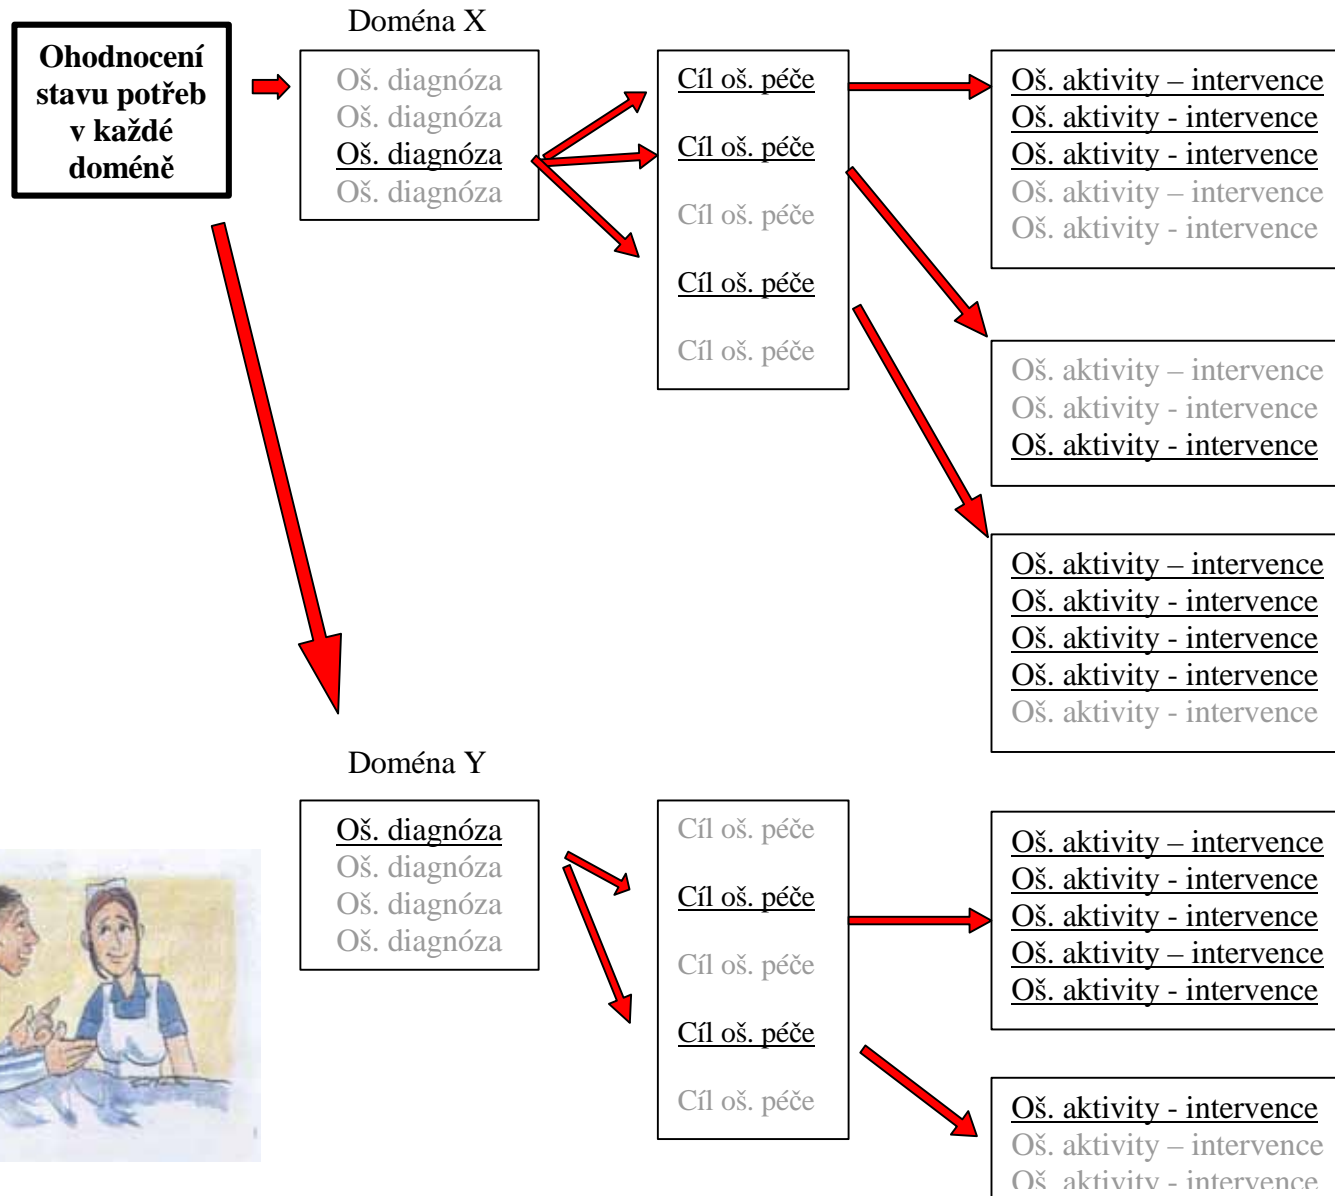 Ohodnocení
stavu potřeb
v každé
doméně
Doména X
Oš. diagnóza
Oš. diagnóza
Oš. diagnóza
Oš. diagnóza
Cíl oš. péče
Cíl oš. péče
Cíl oš. péče
Cíl oš. péče
Cíl oš. péče
Oš. aktivity – intervence
Oš. aktivity - intervence
Oš. aktivity - intervence
Oš. aktivity – intervence
Oš. aktivity - intervence
Oš. aktivity – intervence
Oš. aktivity - intervence
Oš. aktivity - intervence
Oš. aktivity – intervence
Oš. aktivity - intervence
Oš. aktivity - intervence
Oš. aktivity - intervence
Oš. aktivity - intervence
Doména Y
Oš. diagnóza
Oš. diagnóza
Oš. diagnóza
Oš. diagnóza
Cíl oš. péče
Cíl oš. péče
Cíl oš. péče
Cíl oš. péče
Cíl oš. péče
Oš. aktivity – intervence
Oš. aktivity - intervence
Oš. aktivity - intervence
Oš. aktivity – intervence
Oš. aktivity - intervence
Oš. aktivity - intervence
Oš. aktivity – intervence
Oš. aktivity - intervence